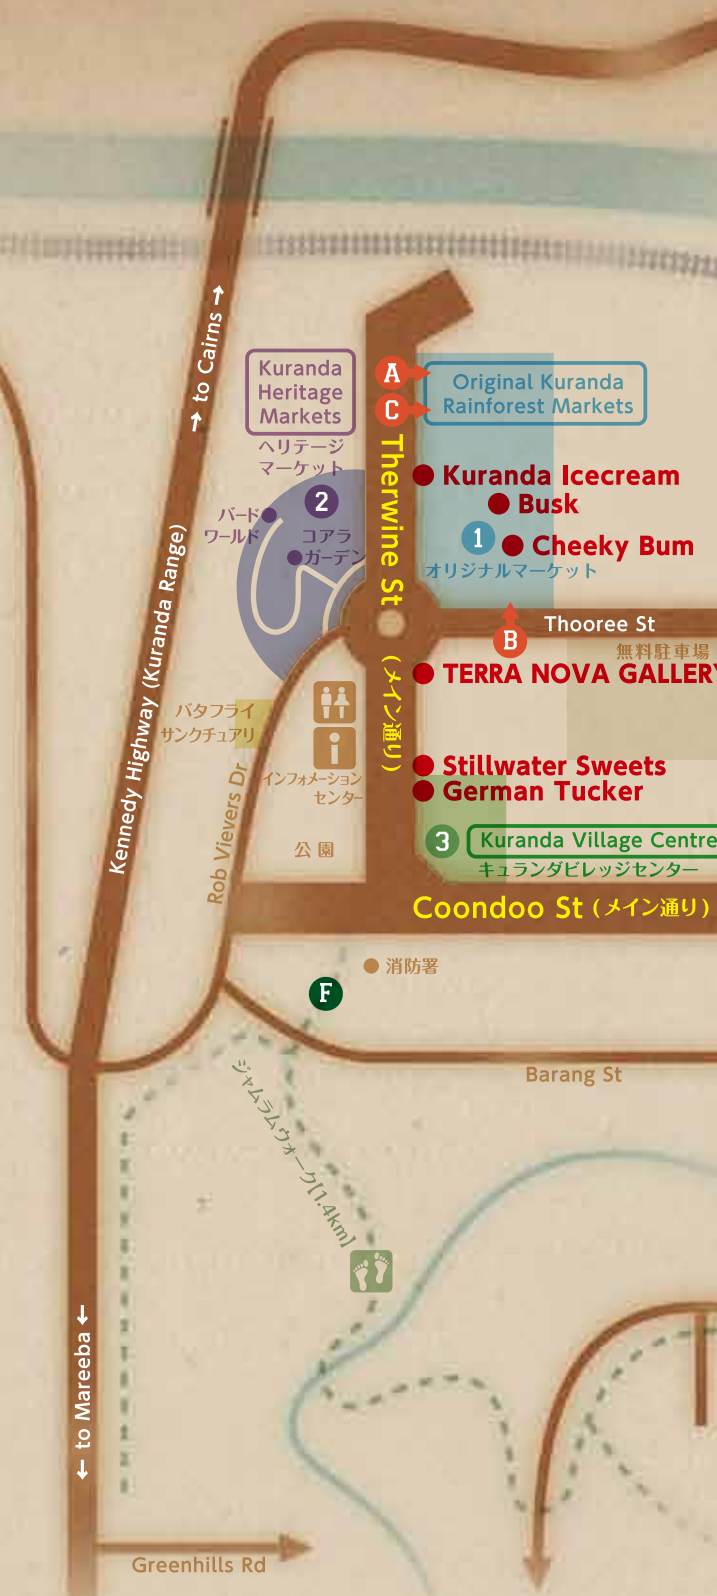 ↑ to Cairns ↑
Kuranda
Heritage
Markets
ヘリテージ
マーケット
A
C
Original Kuranda
Rainforest Markets
Therwine St
(メイン通り)
Kuranda Icecream
Busk
1
Cheeky Bum
オリジナルマーケット
2
バード
ワールド
コアラ
ガーデン
Kennedy Highway (Kuranda Range)
Thooree St
B
無料駐車場
TERRA NOVA GALLERY
バタフライ
サンクチュアリ
i
インフォメーション
センター
Rob Vievers Dr
公園
Stillwater Sweets
German Tucker
3
Kuranda Village Centre
キュランダビレッジセンター
Coondoo St (メイン通り)
消防署
F
Barang St
ジャムラムウォーク[1.4km]
← to Mareeba ←
Greenhills Rd